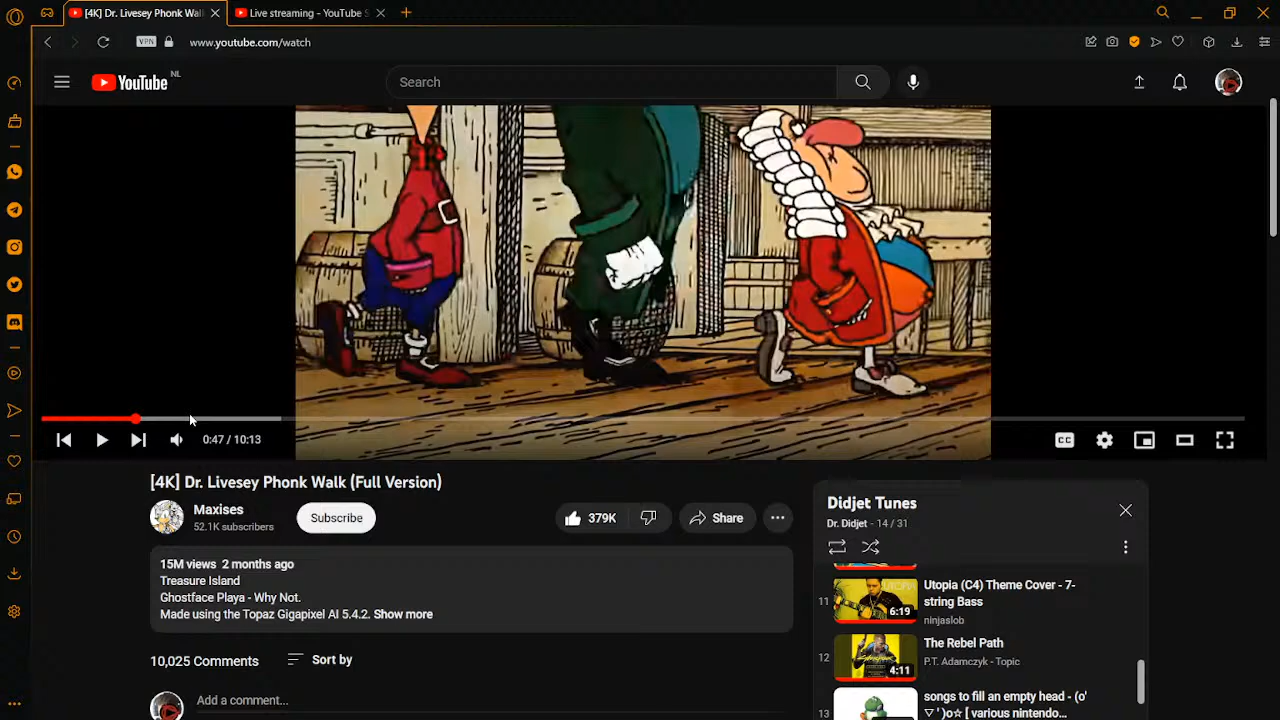 [4K] Dr. Livesey Phonk Wal
Live streaming - YouTube S
VPN
www.youtube.com/watch
YouTube NL
Search
0:47 / 10:13
CC
[4K] Dr. Livesey Phonk Walk (Full Version)
Maxises
52.1K subscribers
Subscribe
379K
Share
15M views 2 months ago
Treasure Island
Ghostface Playa - Why Not.
Made using the Topaz Gigapixel AI 5.4.2. Show more
10,025 Comments
Sort by
Add a comment...
Didjet Tunes
Dr. Didjet - 14 / 31
11
6:19
Utopia (C4) Theme Cover - 7-
string Bass
ninjaslob
12
4:11
The Rebel Path
P.T. Adamczyk - Topic
13
songs to fill an empty head - (o'
▽ ' )o☆ [ various nintendo...